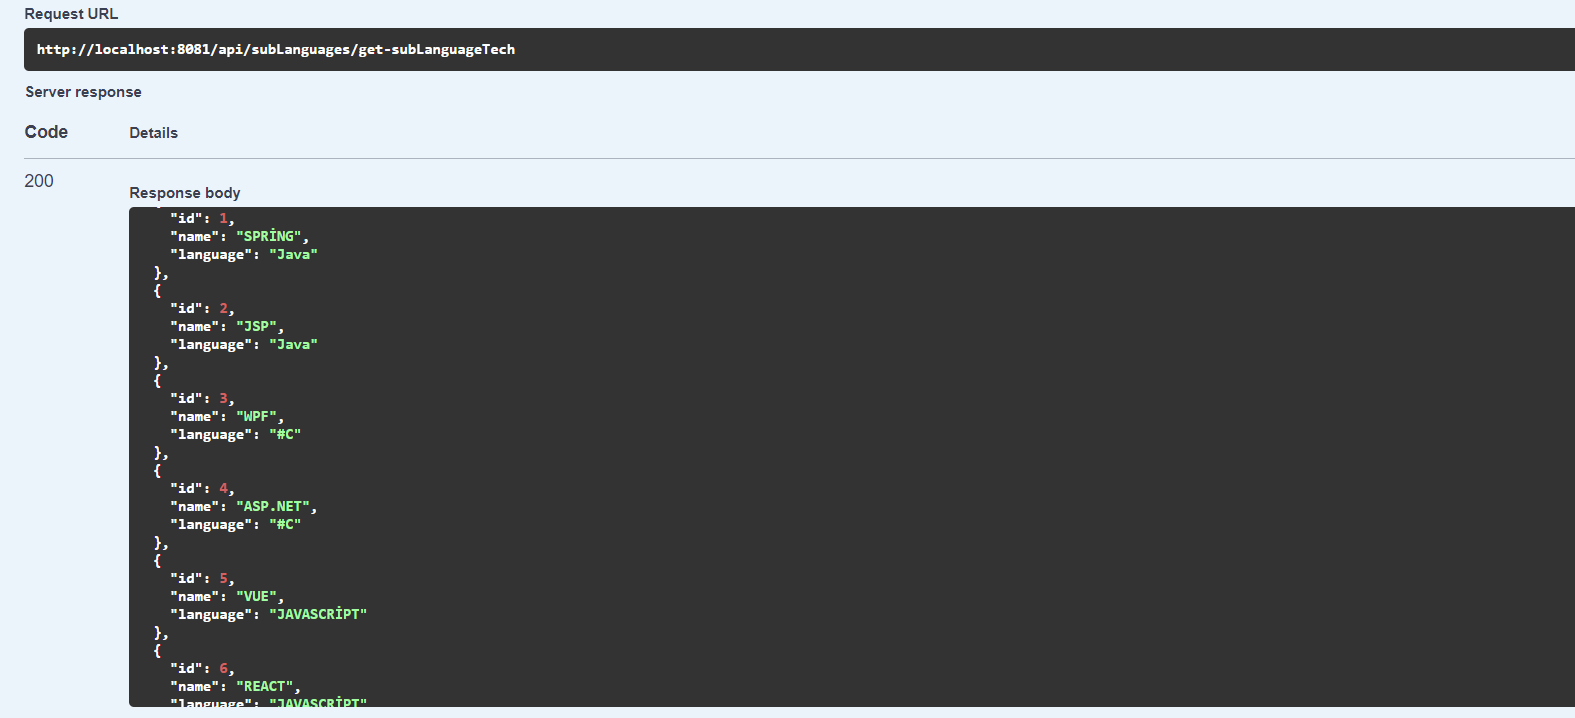 Request URL
http://localhost:8081/api/subLanguages/get-subLanguageTech
Server response
Code Details
200
Response body
"id": 1,
"name": "SPRİNG",
"language": "Java"
},
{
"id": 2,
"name": "JSP",
"language": "Java"
},
{
"id": 3,
"name": "WPF",
"language": "#C"
},
{
"id": 4,
"name": "ASP.NET",
"language": "#C"
},
{
"id": 5,
"name": "VUE",
"language": "JAVASCRİPT"
},
{
"id": 6,
"name": "REACT",
"language": "JAVASCRİPT"